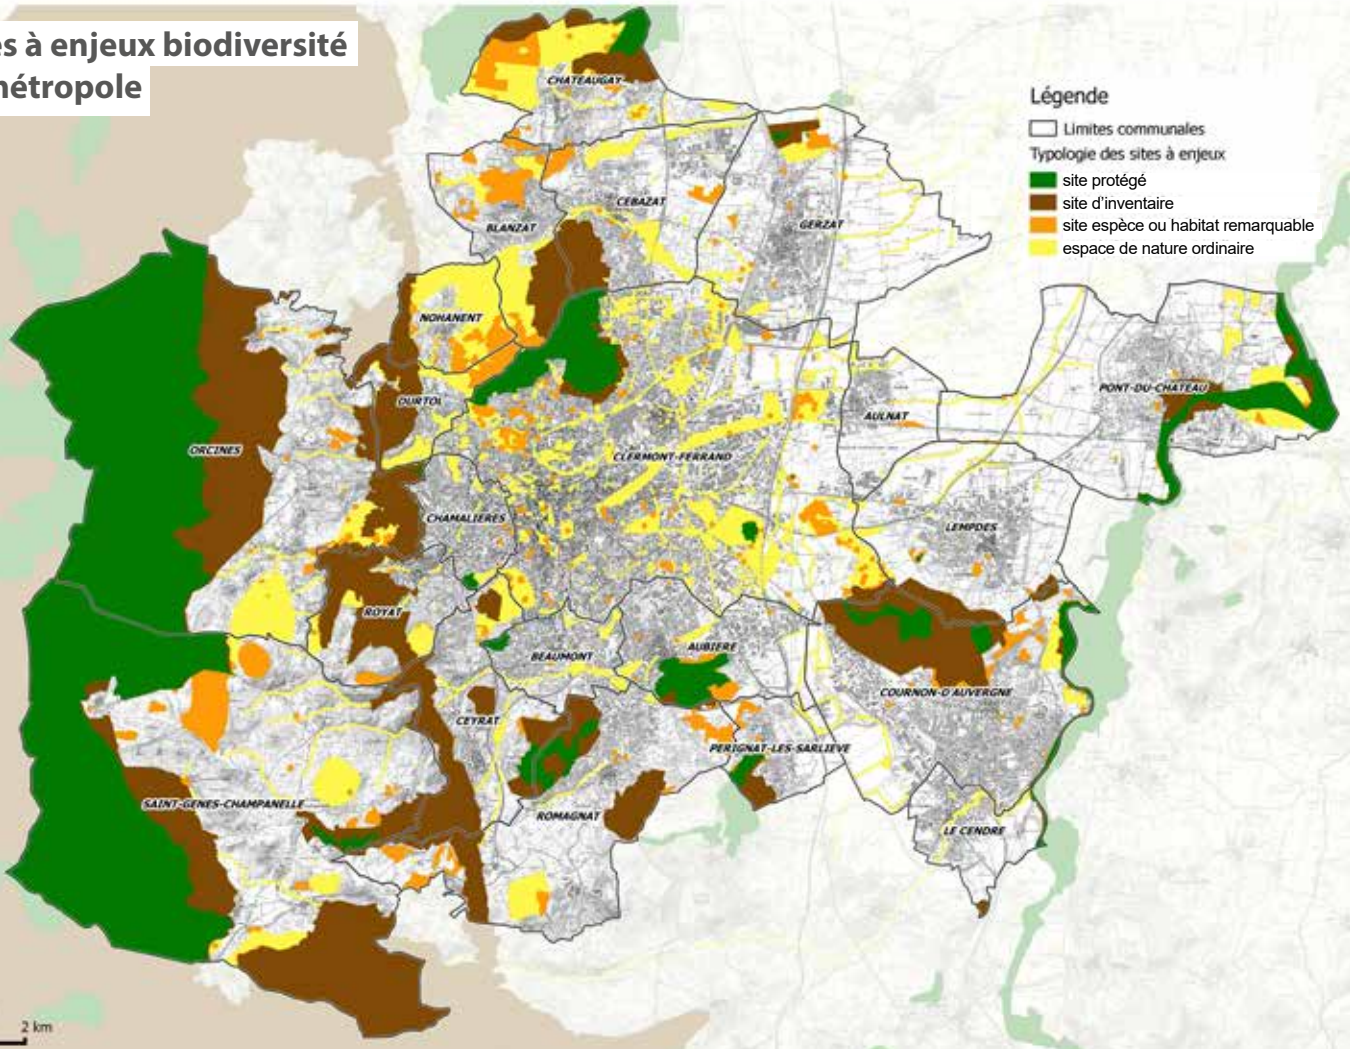 es à enjeux biodiversité
métropole
Légende
Limites communales
Typologie des sites à enjeux
site protégé
site d'inventaire
site espèce ou habitat remarquable
espace de nature ordinaire
CHATEAUGAY
CEBAZAT
BLANZAT
GERZAT
NOHANENT
DURTOL
PONT-DU-CHATEAU
AULNAT
ORCINES
CLERMONT-FERRAND
CHAMALIERES
LEMPDES
ROYAT
AUBIERE
BEAUMONT
COURNON-D'AUVERGNE
CEYRAT
PERIGNAT-LES-SARLIEVE
SAINT-GENES-CHAMPANELLE
ROMAGNAT
LE CENDRE
2 km